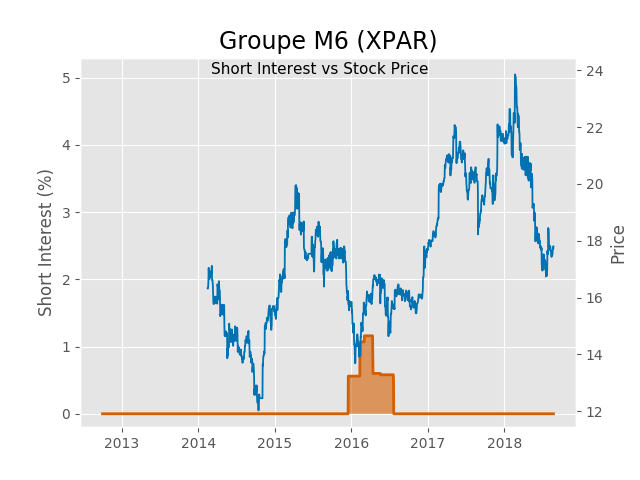 Groupe M6 (XPAR)
Short Interest vs Stock Price
Short Interest (%)
5
4
3
2
1
0
24
22
20
18
16
14
12
Price
2013 2014 2015 2016 2017 2018